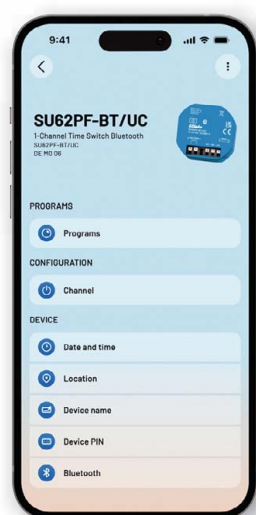 9:41
SU62PF-BT/UC
1-Channel Time Switch Bluetooth
SU62PF-BT/UC
DE MO 06
PROGRAMS
Programs
CONFIGURATION
Channel
DEVICE
Date and time
Location
Device name
Device PIN
Bluetooth